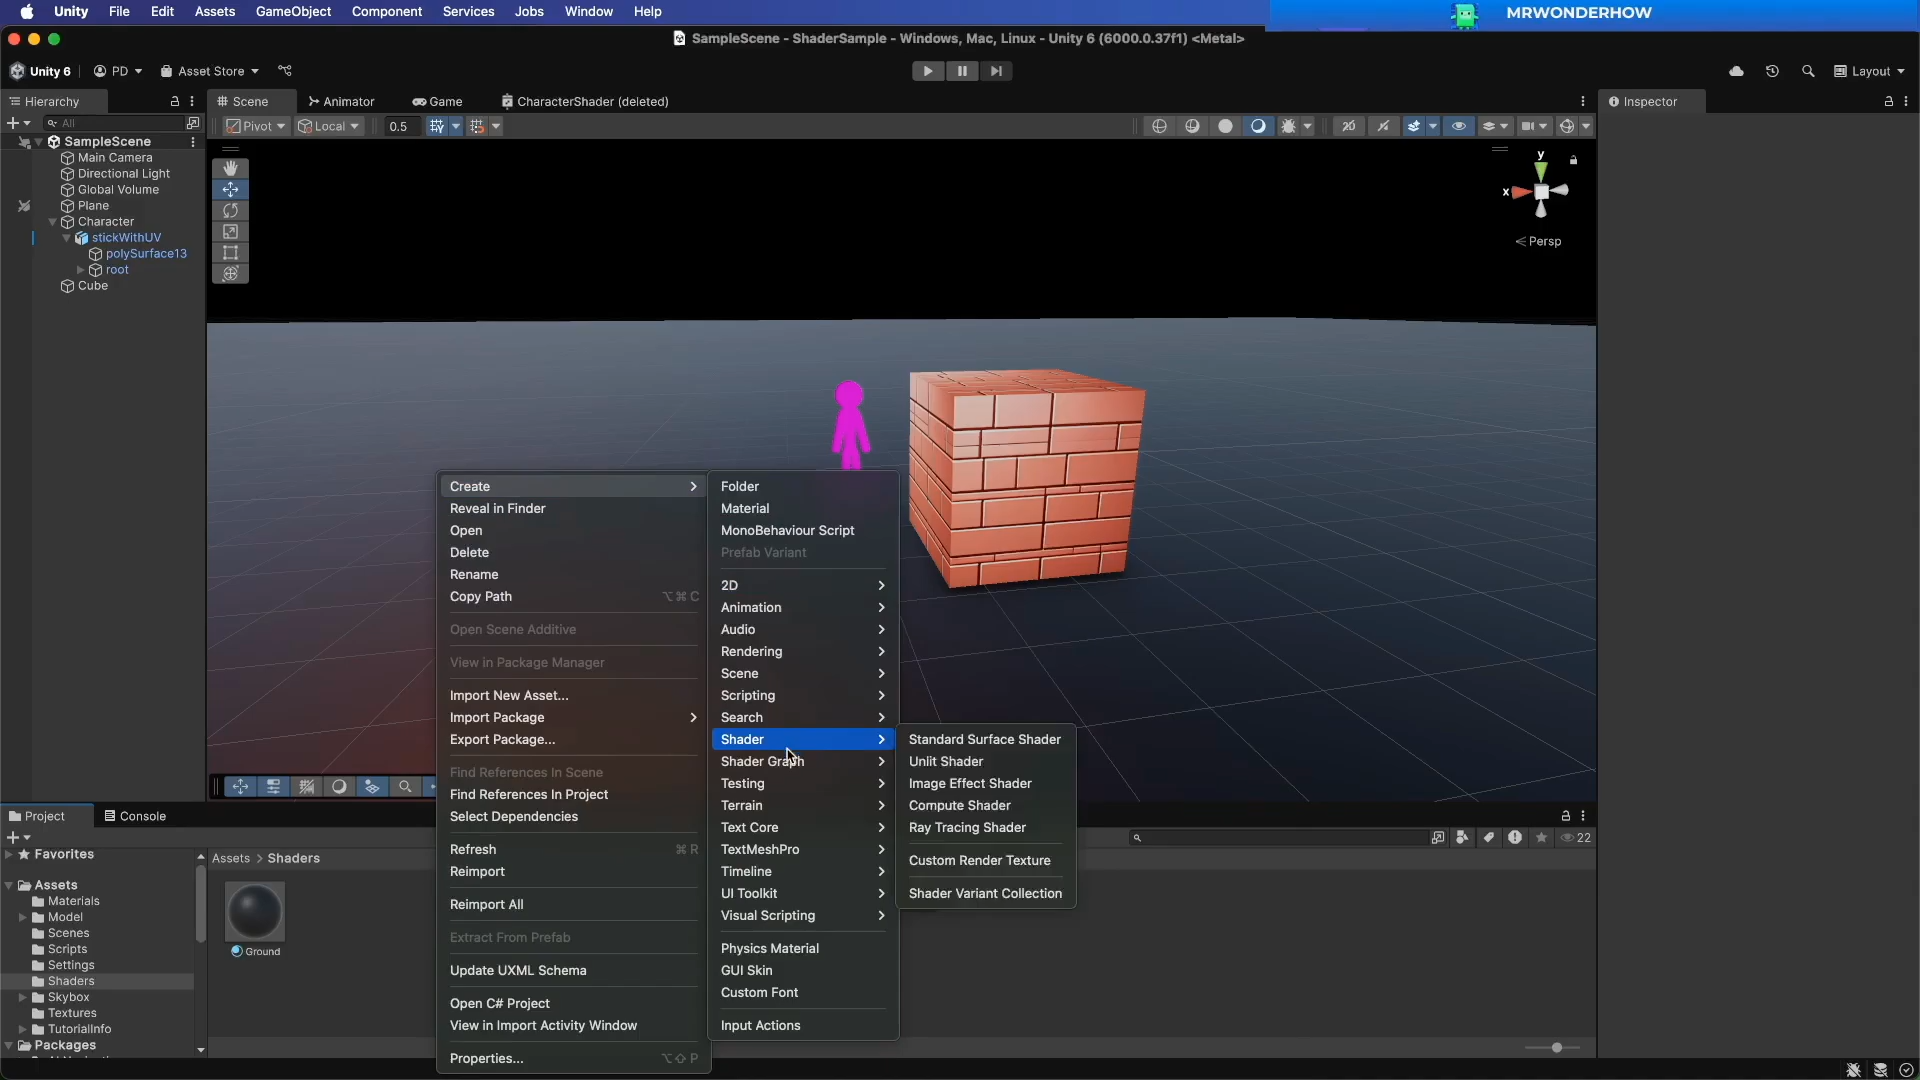 Unity File Edit Assets GameObject Component Services Jobs Window Help
MRWONDERHOW
SampleScene - ShaderSample - Windows, Mac, Linux - Unity 6 (6000.0.37f1) <Metal>
Unity 6 PD Asset Store Layout
Hierarchy Scene Animator Game CharacterShader (deleted) Inspector
All Pivot Local 0.5 2D
SampleScene
Main Camera
Directional Light
Global Volume
Plane
Character
stickWithUV
polySurface13
root
Cube
y
x
Persp
Create
Reveal in Finder
Open
Delete
Rename
Copy Path ⌥⌘C
Open Scene Additive
View in Package Manager
Import New Asset...
Import Package
Export Package...
Find References In Scene
Find References In Project
Select Dependencies
Refresh ⌘R
Reimport
Reimport All
Extract From Prefab
Update UXML Schema
Open C# Project
View in Import Activity Window
Properties... ⌥⇧P
Folder
Material
MonoBehaviour Script
Prefab Variant
2D
Animation
Audio
Rendering
Scene
Scripting
Search
Shader
Shader Graph
Testing
Terrain
Text Core
TextMeshPro
Timeline
UI Toolkit
Visual Scripting
Physics Material
GUI Skin
Custom Font
Input Actions
Standard Surface Shader
Unlit Shader
Image Effect Shader
Compute Shader
Ray Tracing Shader
Custom Render Texture
Shader Variant Collection
Project Console
22
Favorites
Assets
Materials
Model
Scenes
Scripts
Settings
Shaders
Skybox
Textures
TutorialInfo
Packages
Assets > Shaders
Ground